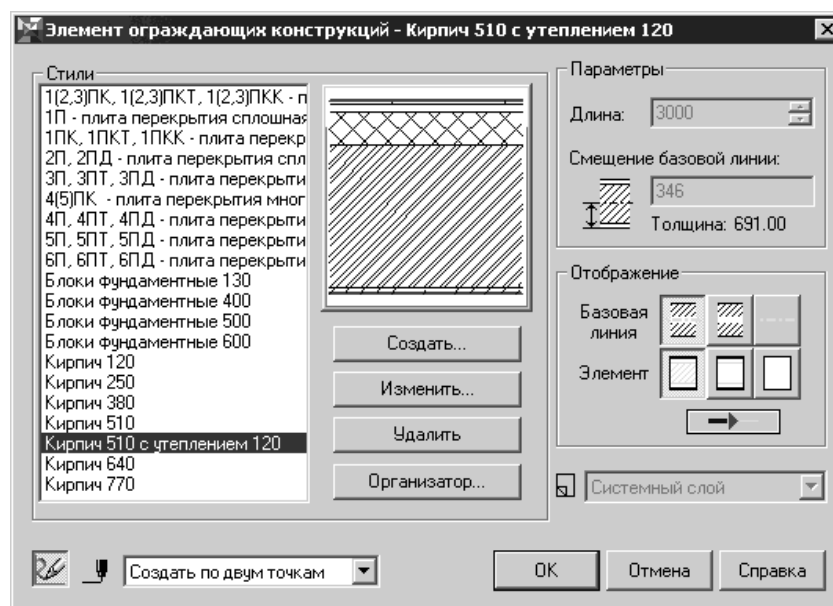 Элемент ограждающих конструкций - Кирпич 510 с утеплением 120
Стили
1(2,3)ПК, 1(2,3)ПКТ, 1(2,3)ПКК - п
1П - плита перекрытия сплошная
1ПК, 1ПКТ, 1ПКК - плита перекр
2П, 2ПД - плита перекрытия спл
3П, 3ПТ, 3ПД - плита перекрыти
4(5)ПК - плита перекрытия мног
4П, 4ПТ, 4ПД - плита перекрыти
5П, 5ПТ, 5ПД - плита перекрыти
6П, 6ПТ, 6ПД - плита перекрыти
Блоки фундаментные 130
Блоки фундаментные 400
Блоки фундаментные 500
Блоки фундаментные 600
Кирпич 120
Кирпич 250
Кирпич 380
Кирпич 510
Кирпич 510 с утеплением 120
Кирпич 640
Кирпич 770
Создать...
Изменить...
Удалить
Организатор...
Параметры
Длина: 3000
Смещение базовой линии:
346
Толщина: 691.00
Отображение
Базовая
линия
Элемент
Системный слой
Создать по двум точкам
OK
Отмена
Справка